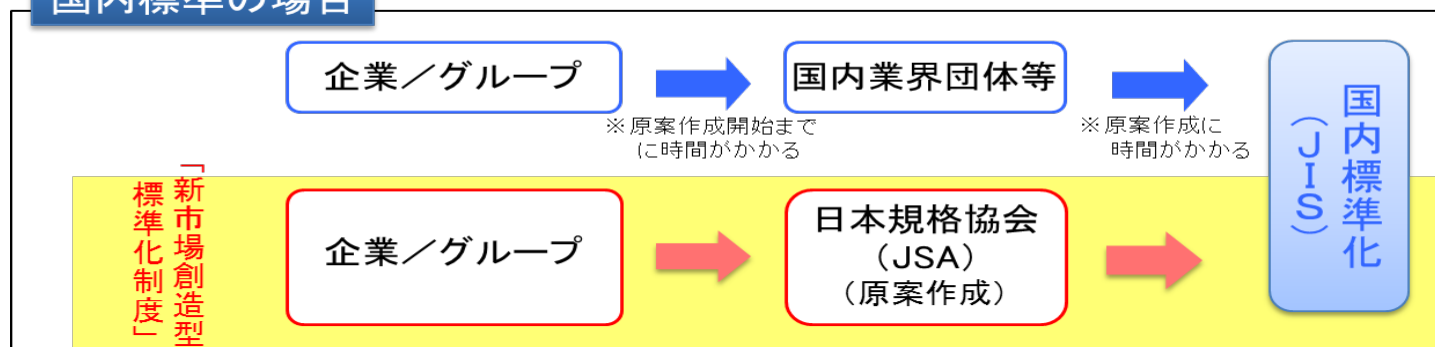 国内標準の場合
企業／グループ
国内業界団体等
※原案作成開始まで
に時間がかかる
※原案作成に
時間がかかる
国内標準化
（ＪＩＳ）
「新市場創造型
標準化制度」
企業／グループ
日本規格協会
（JSA）
（原案作成）